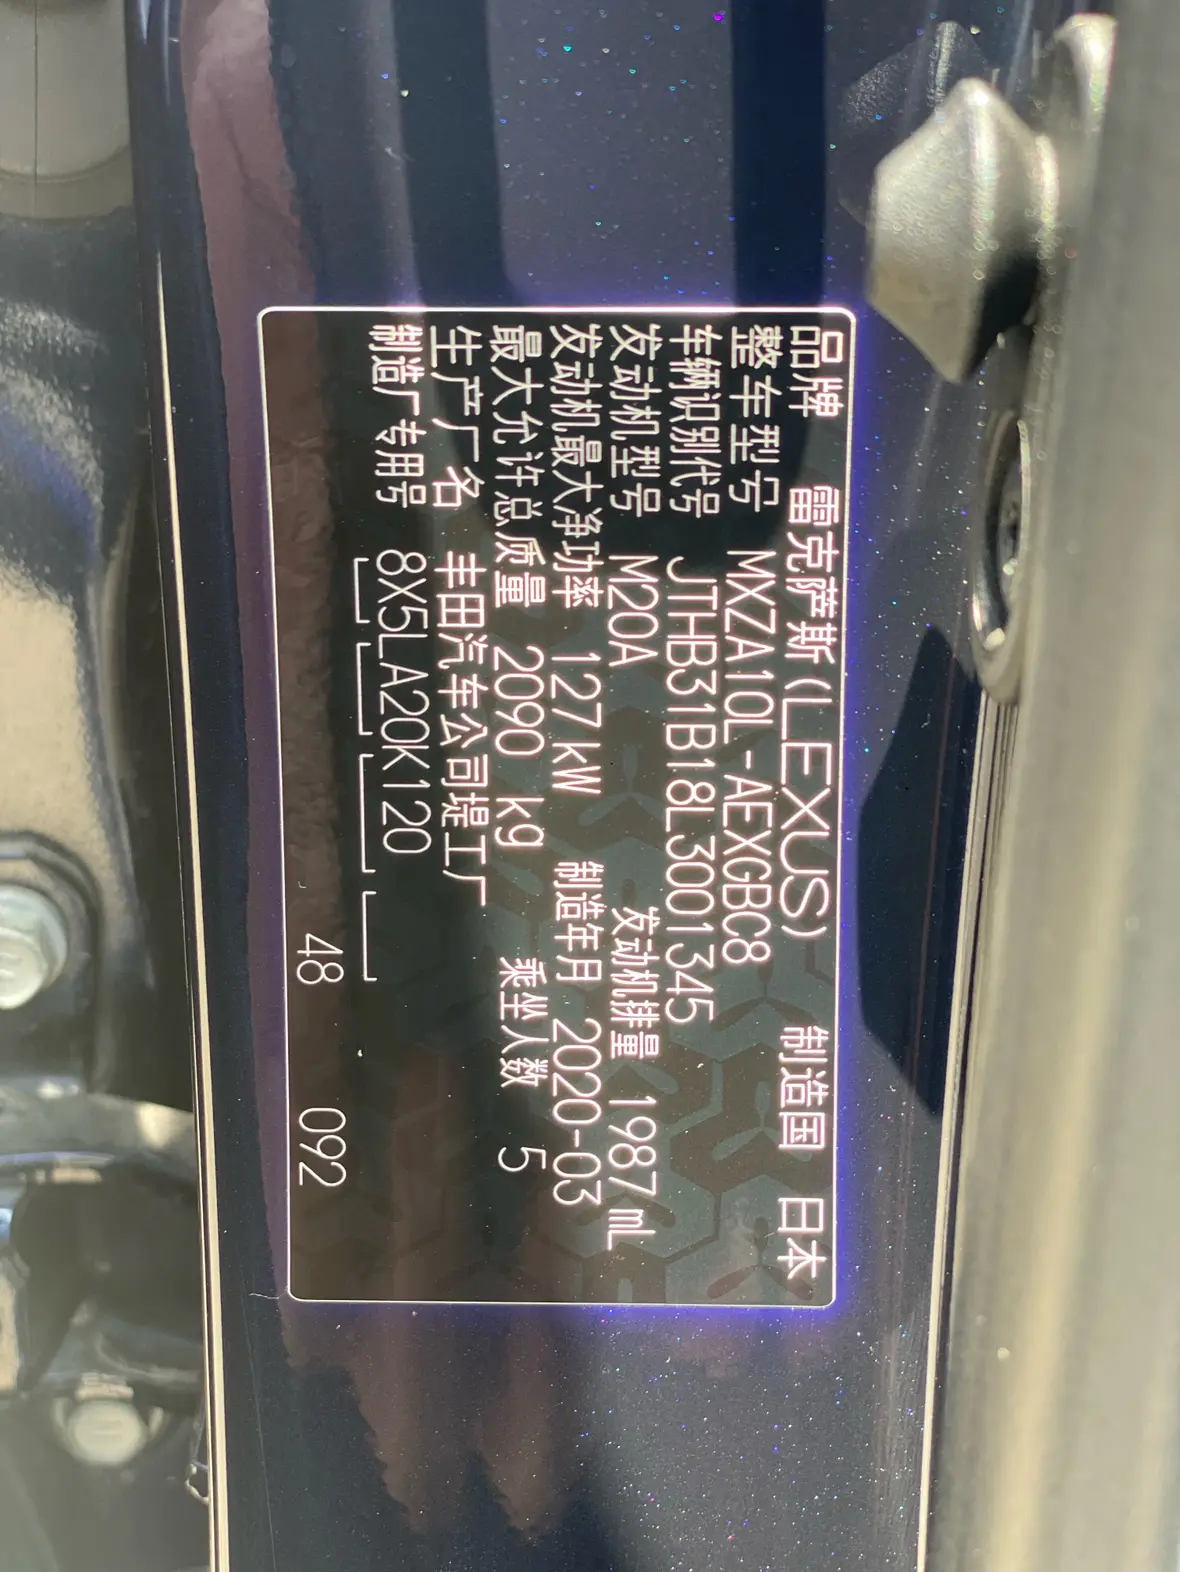 品牌 雷克萨斯(LEXUS) 制造国 日本
整车型号 MXZA10L-AEXGBC8
车辆识别代号 JTHB31B18L3001345
发动机型号 M20A 发动机排量 1987 mL
发动机最大净功率 127 kW 制造年月 2020-03
最大允许总质量 2090 kg 乘坐人数 5
生产厂名 丰田汽车公司堤工厂
制造厂专用号 8X5LA20K120
48 092